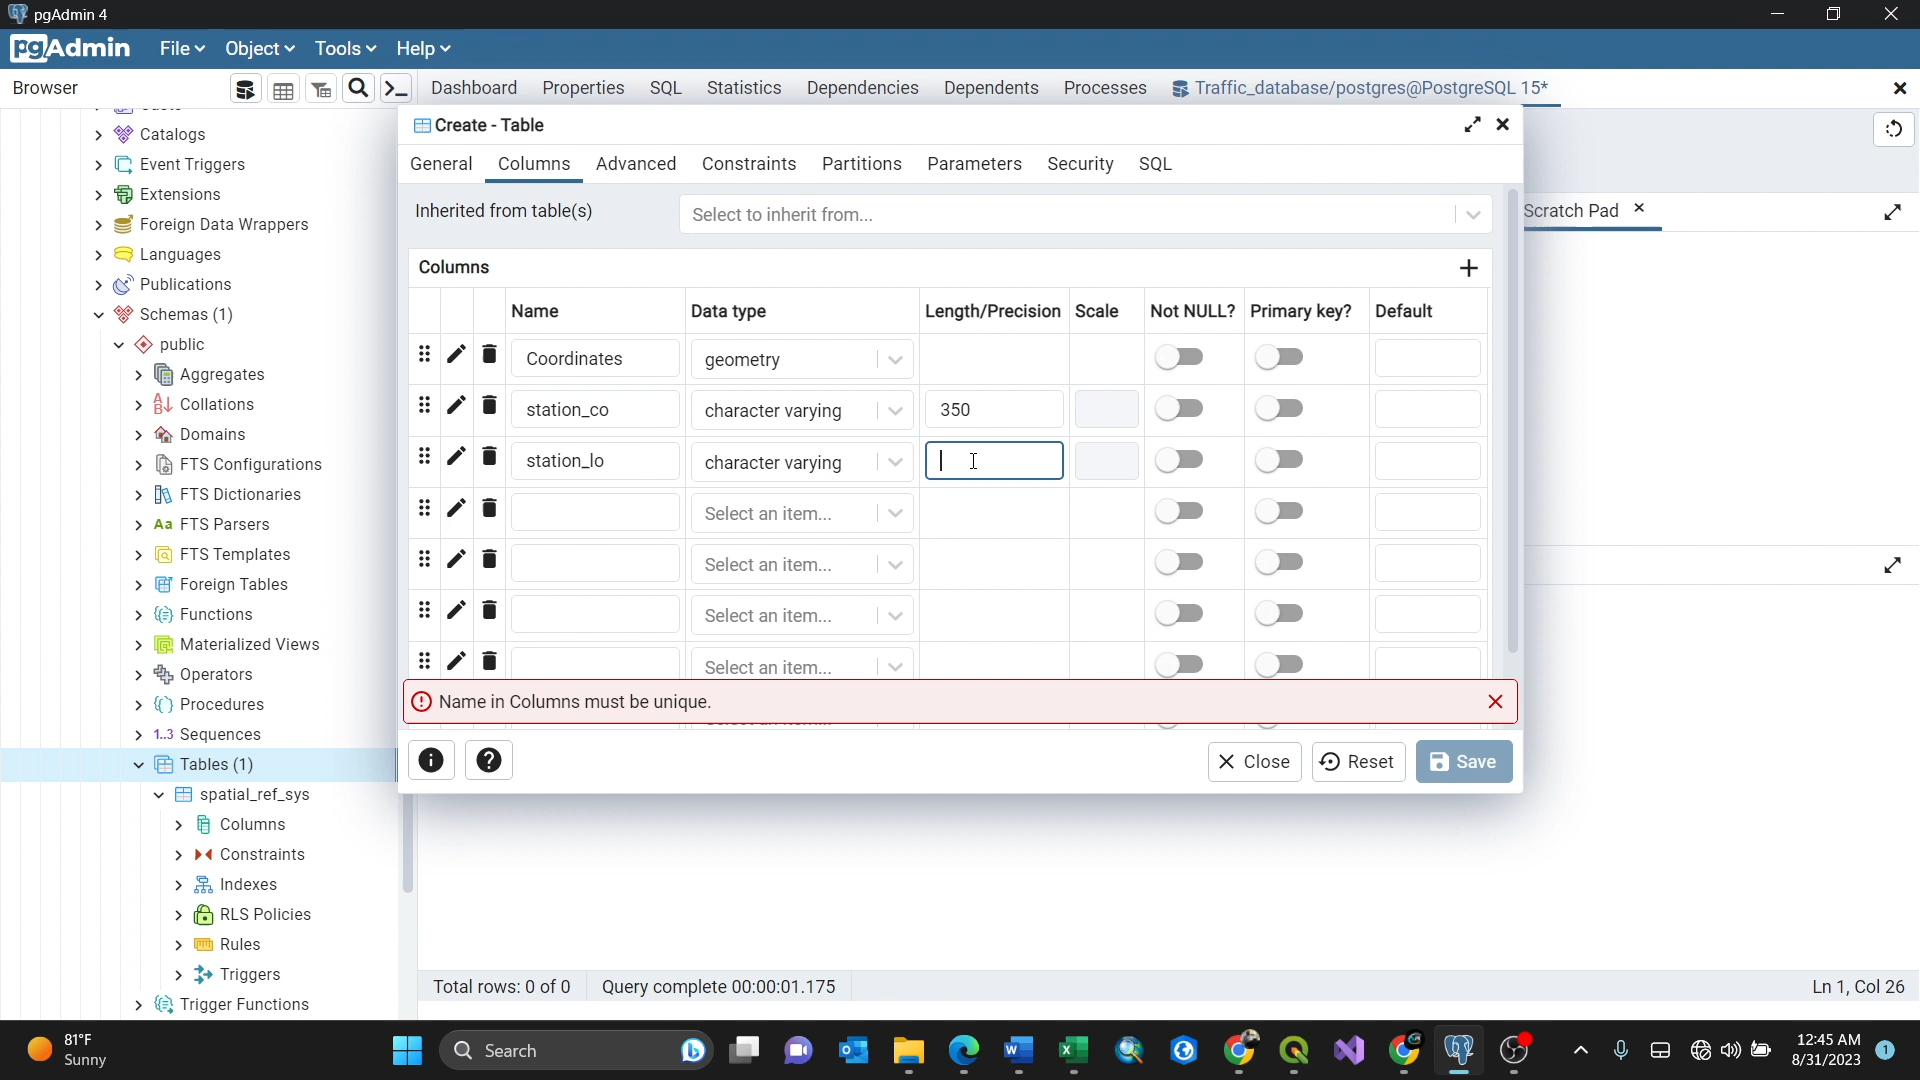 pgAdmin 4
pgAdmin File Object Tools Help
Browser Dashboard Properties SQL Statistics Dependencies Dependents Processes Traffic_database/postgres@PostgreSQL 15*
Catalogs
Event Triggers
Extensions
Foreign Data Wrappers
Languages
Publications
Schemas (1)
public
Aggregates
Collations
Domains
FTS Configurations
FTS Dictionaries
Aa FTS Parsers
FTS Templates
Foreign Tables
Functions
Materialized Views
Operators
Procedures
1..3 Sequences
Tables (1)
spatial_ref_sys
Columns
Constraints
Indexes
RLS Policies
Rules
Triggers
Trigger Functions
Create - Table
General Columns Advanced Constraints Partitions Parameters Security SQL
Inherited from table(s) Select to inherit from...
Columns
Name Data type Length/Precision Scale Not NULL? Primary key? Default
Coordinates geometry
station_co character varying 350
station_lo character varying
Select an item...
Select an item...
Select an item...
Select an item...
Name in Columns must be unique.
Close Reset Save
Scratch Pad
Total rows: 0 of 0 Query complete 00:00:01.175 Ln 1, Col 26
81°F
Sunny
Search
12:45 AM
8/31/2023
1